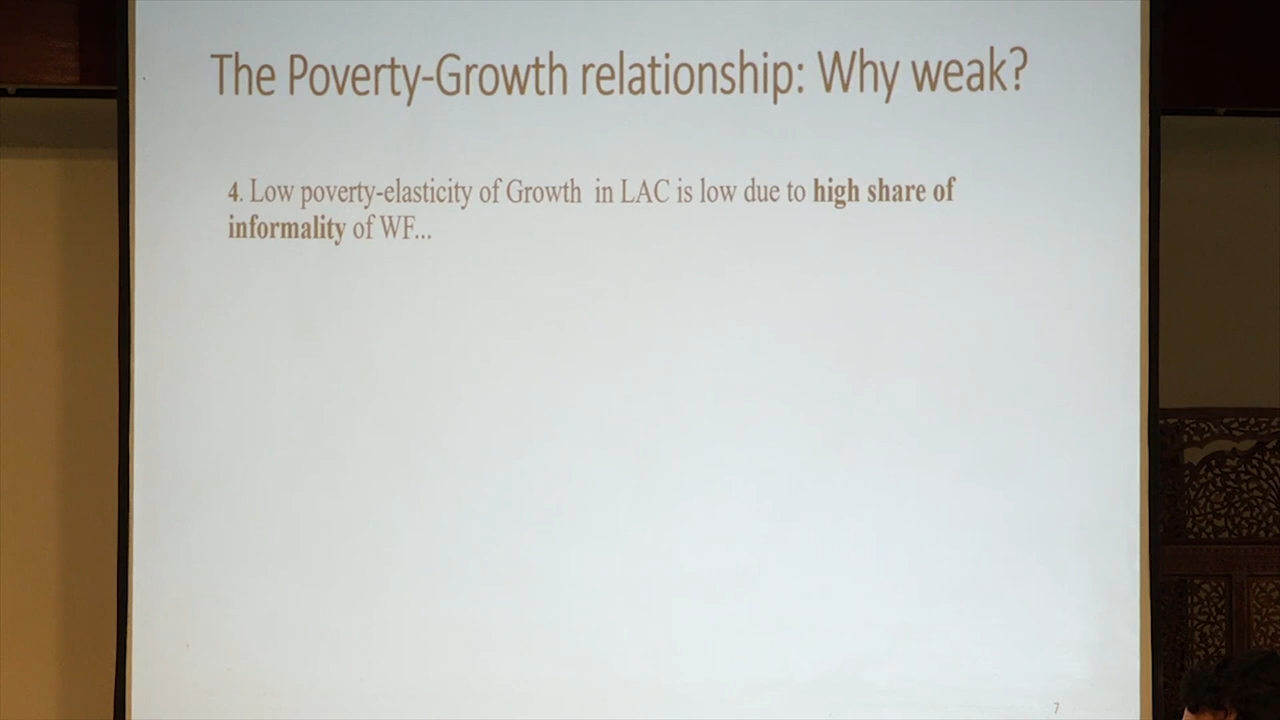 The Poverty-Growth relationship: Why weak?
4. Low poverty-elasticity of Growth in LAC is low due to high share of
informality of WF...
7